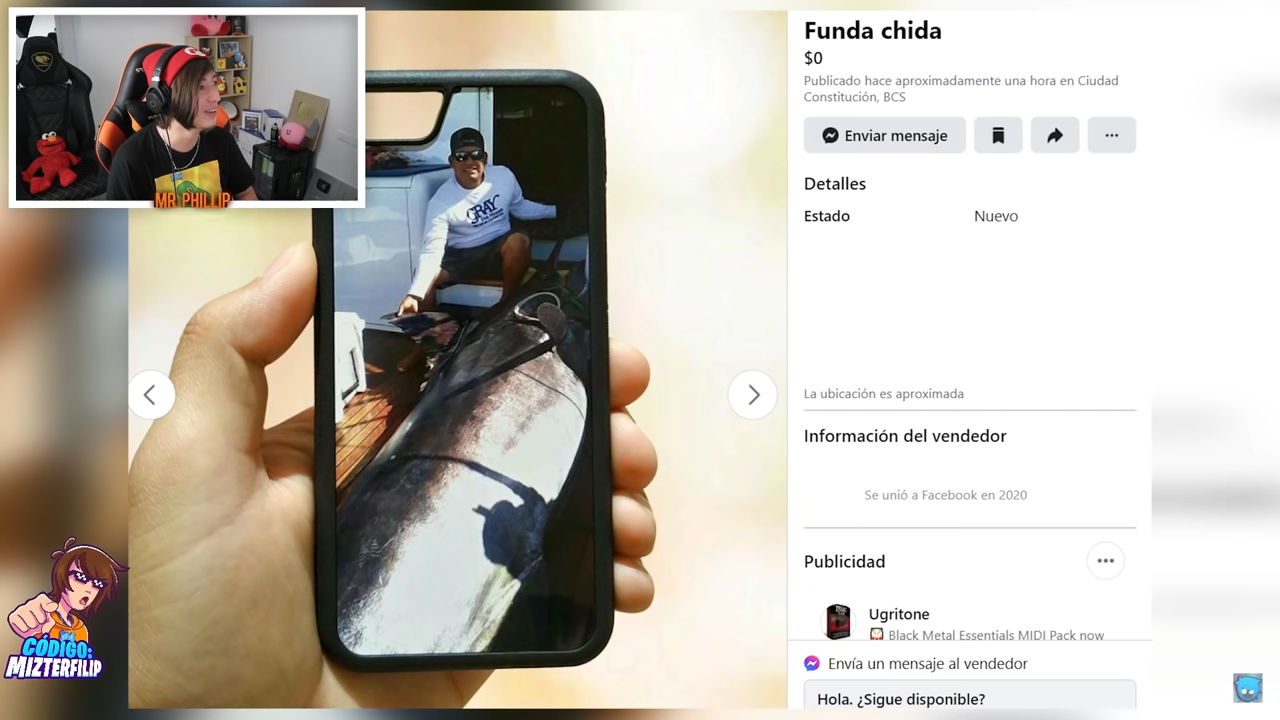 MR PHILLIP
GRAY
CÓDIGO:
MIZTERFILIP
Funda chida
$0
Publicado hace aproximadamente una hora en Ciudad
Constitución, BCS
Enviar mensaje
Detalles
Estado Nuevo
La ubicación es aproximada
Información del vendedor
Se unió a Facebook en 2020
Publicidad
Ugritone
Black Metal Essentials MIDI Pack now
Envía un mensaje al vendedor
Hola. ¿Sigue disponible?